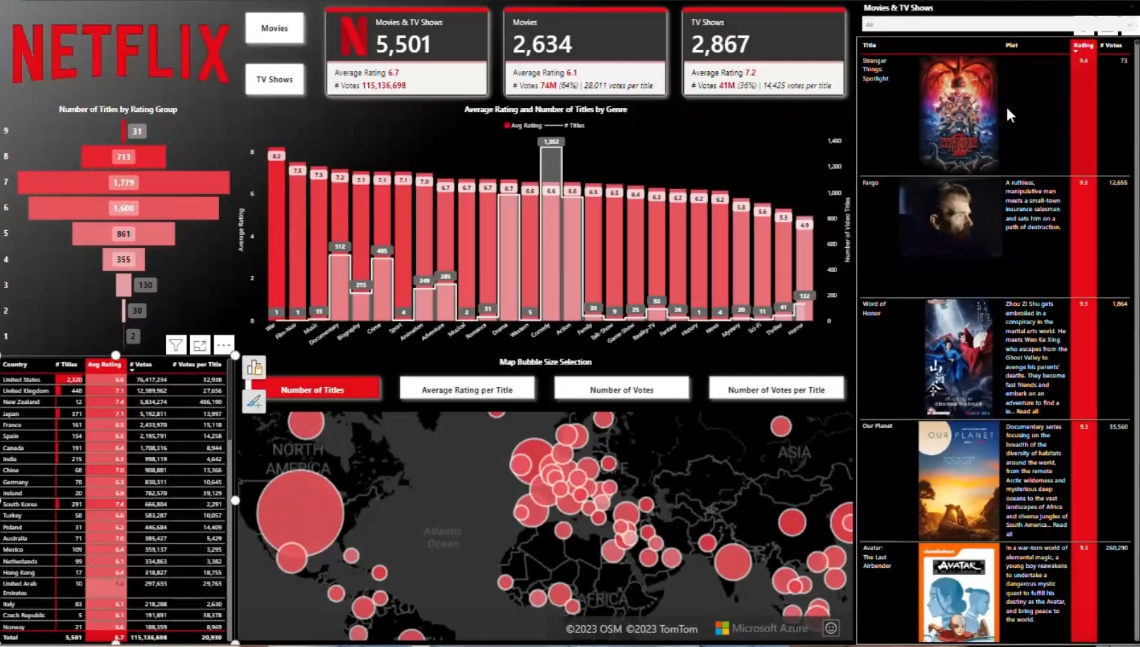 NETFLIX
Movies
TV Shows
Movies & TV Shows
5,501
Average Rating 6.7
# Votes 115,136,698
Movies
2,634
Average Rating 6.1
# Votes 74M (64%) | 28,011 votes per title
TV Shows
2,867
Average Rating 7.2
# Votes 41M (36%) | 14,425 votes per title
Number of Titles by Rating Group
9 31
8 713
7 1,779
6 1,600
5 861
4 355
3 130
2 30
1 2
Average Rating and Number of Titles by Genre
Avg Rating # Titles
Average Rating
8
6
4
2
0
8.2 7.5 7.3 7.2 7.1 7.1 7.1 7.0 6.7 6.7 6.7 6.7 6.6 6.6 6.6 6.5 6.5 6.4 6.3 6.2 6.2 6.2 5.8 5.6 5.3 4.9
1,352
1 1 13 512 215 485 4 249 285 2 31 5 39 9 25 92 26 1 4 20 11 41 132
1,400
1,200
1,000
800
600
400
200
0
Number of Video Titles
War Film-Noir Music Documentary Biography Crime Sport Animation Adventure Musical Romance Drama Western Comedy Action Family Talk-Show Game-Show Reality-TV Fantasy History News Mystery Sci-Fi Thriller Horror
Country # Titles Avg Rating # Votes # Votes per Title
United States 2,320 6.6 76,417,234 32,938
United Kingdom 448 7.1 12,389,962 27,656
New Zealand 12 7.4 5,834,274 486,190
Japan 371 7.1 5,192,811 13,997
France 161 6.5 2,433,970 15,118
Spain 154 6.5 2,195,791 14,258
Canada 191 6.4 1,708,316 8,944
India 215 6.3 998,119 4,642
China 68 7.0 908,881 13,366
Germany 78 6.3 830,311 10,645
Ireland 20 6.9 782,570 39,129
South Korea 291 7.4 666,804 2,291
Turkey 58 6.6 583,287 10,057
Poland 31 6.2 446,684 14,409
Australia 71 7.0 385,427 5,429
Mexico 109 6.4 359,137 3,295
Netherlands 99 6.1 334,863 3,382
Hong Kong 17 6.4 318,827 18,755
United Arab Emirates 10 297,633 29,763
Italy 83 6.1 218,288 2,630
Czech Republic 5 6.1 191,891 38,378
Norway 21 6.6 188,359 8,969
Total 5,501 6.7 115,136,698 20,930
Map Bubble Size Selection
Number of Titles
Average Rating per Title
Number of Votes
Number of Votes per Title
NORTH
AMERICA
Atlantic
Ocean
ASIA
AFRICA
©2023 OSM ©2023 TomTom
Microsoft Azure
Movies & TV Shows
All
Title Plot Rating # Votes
Stranger
Things:
Spotlight
9.4 73
Fargo
A ruthless,
manipulative man
meets a small-town
insurance salesman
and sets him on a
path of destruction.
9.3 12,655
Word of
Honor
Zhou Zi Shu gets
embroiled in a
conspiracy in the
martial arts world. He
meets Wen Ke Xing
who escapes from the
Ghost Valley to
avenge his parents'
deaths. They become
fast friends and
embark on an
adventure to find a
le... Read all
9.3 1,864
Our Planet
OUR PLANET
Documentary series
focusing on the
breadth of the
diversity of habitats
around the world,
from the remote
Arctic wilderness and
mysterious deep
oceans to the vast
landscapes of Africa
and diverse jungles of
South America... Read
all
9.3 35,560
Avatar:
The Last
Airbender
nickelodeon
AVATAR
In a war-torn world of
elemental magic, a
young boy reawakens
to undertake a
dangerous mystic
quest to fulfill his
destiny as the Avatar,
and bring peace to
the world.
9.3 260,290